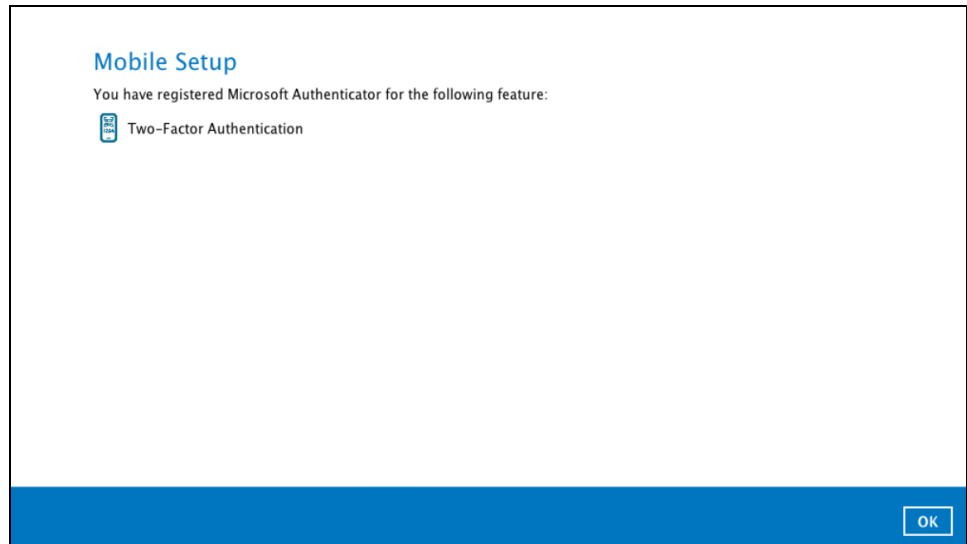 Mobile Setup
You have registered Microsoft Authenticator for the following feature:
Two-Factor Authentication
OK